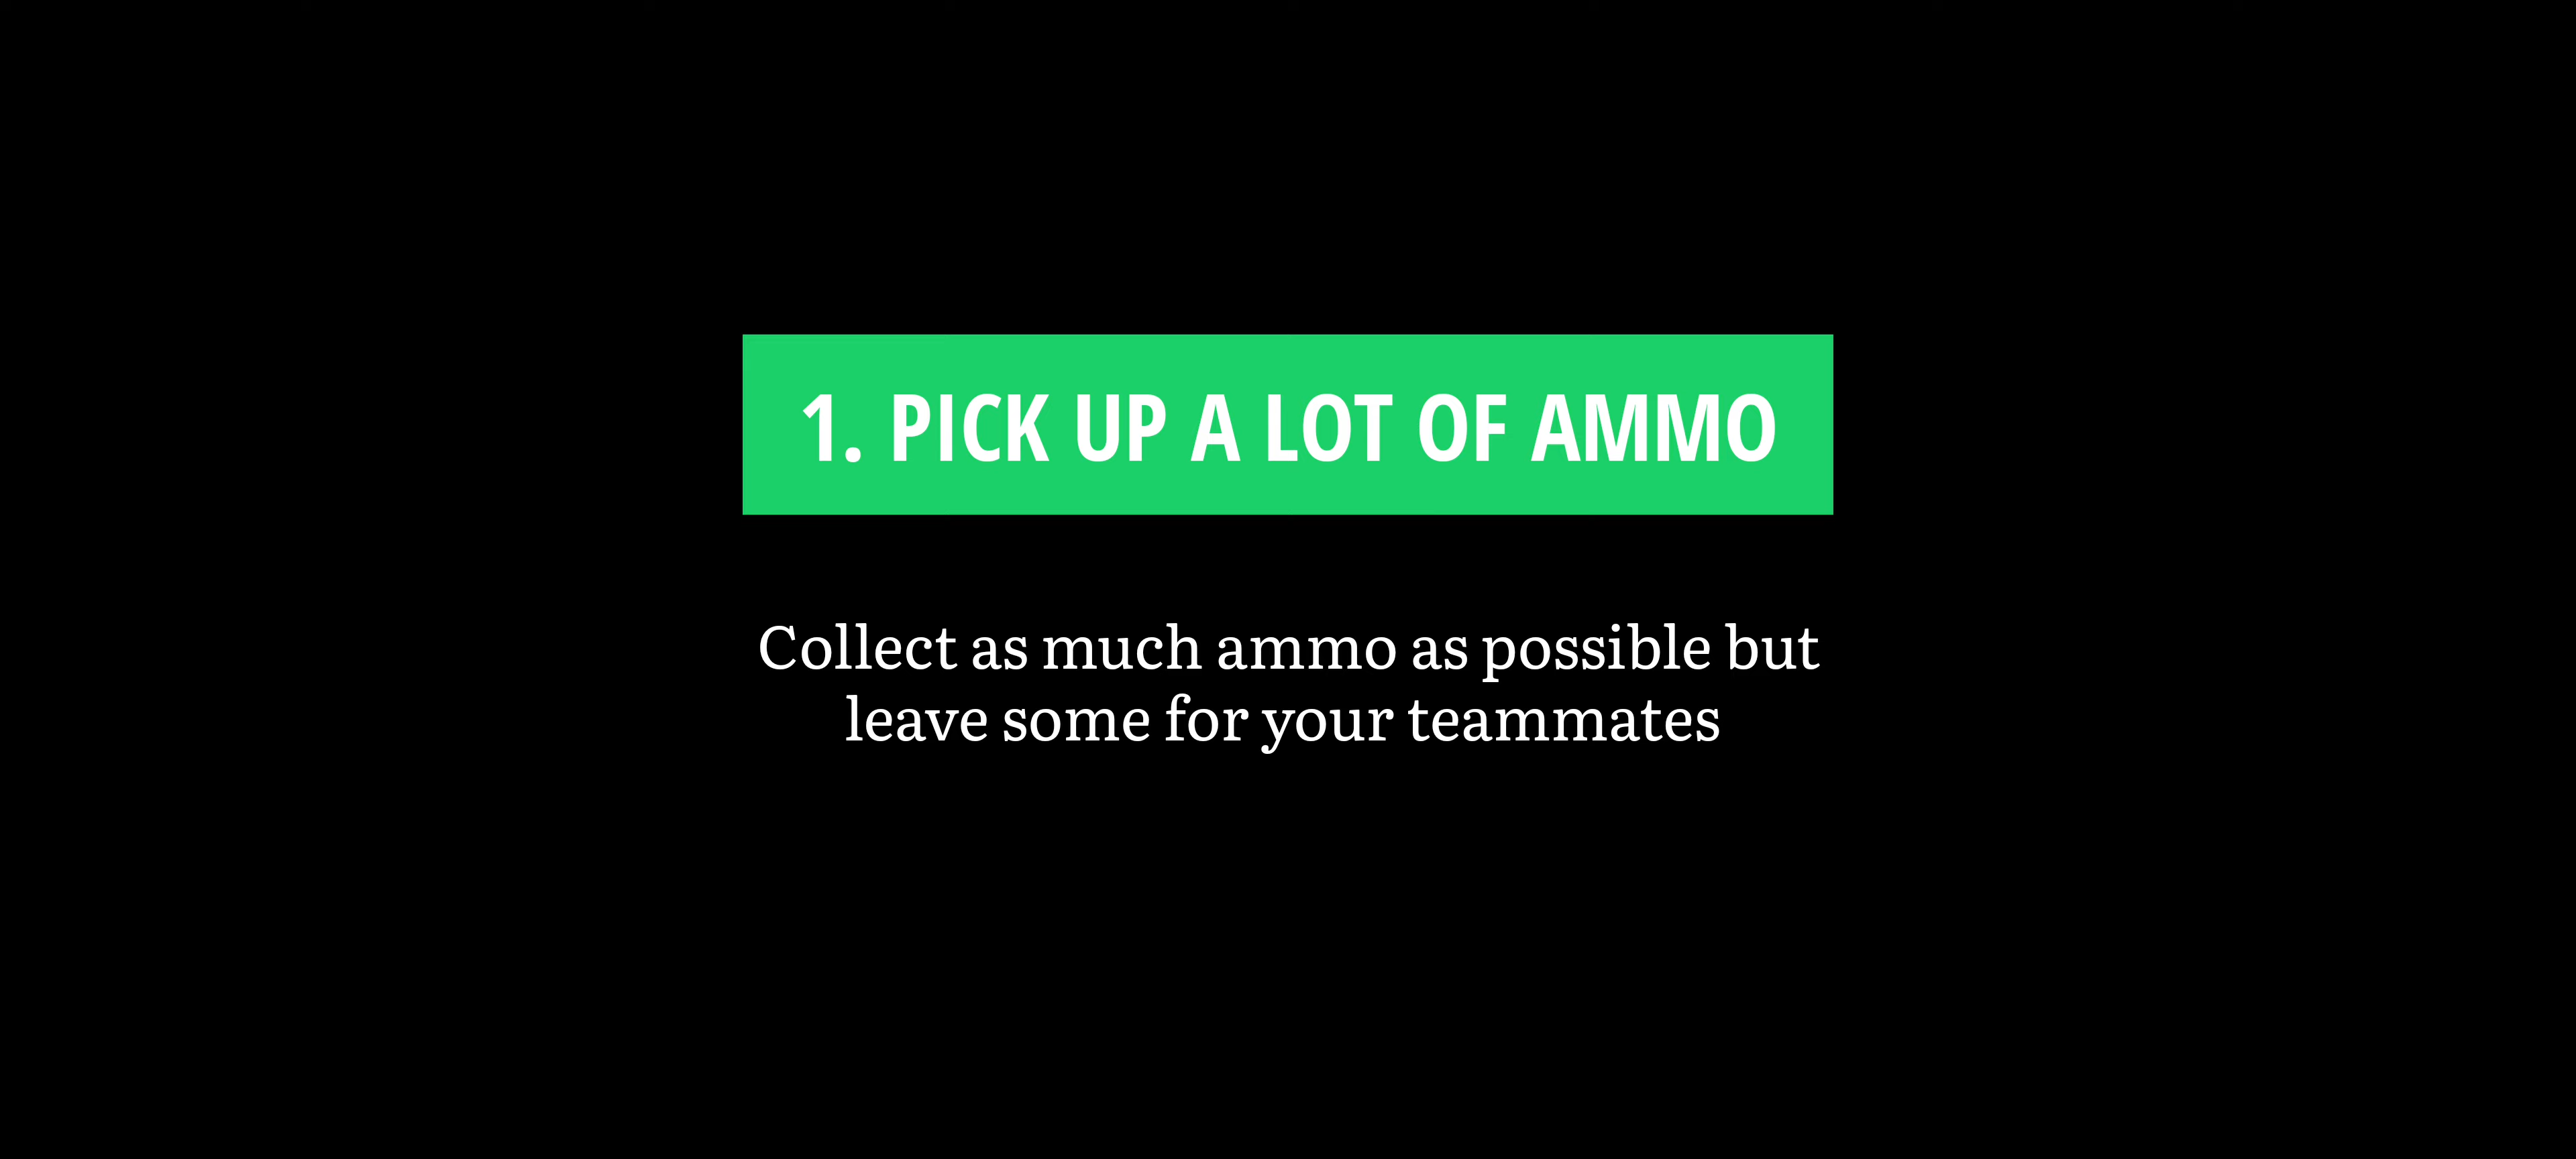 1. PICK UP A LOT OF AMMO
Collect as much ammo as possible but
leave some for your teammates